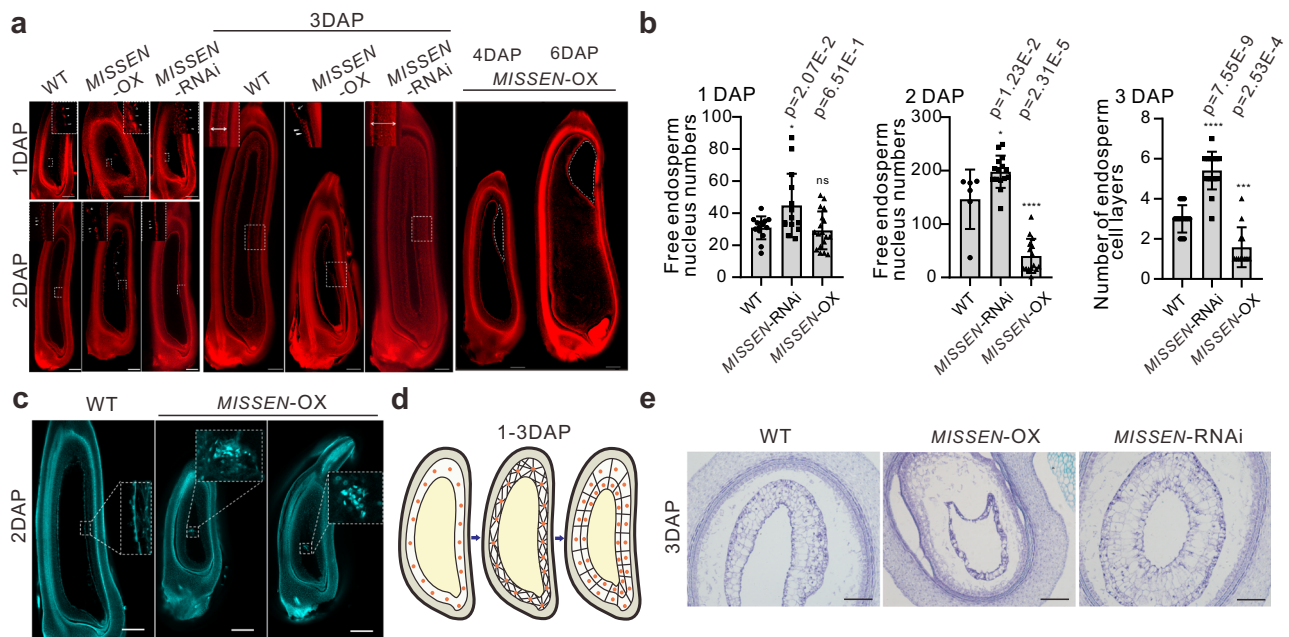 a
3DAP
WT
MISSEN
-OX
MISSEN
-RNAi
WT
MISSEN
-OX
MISSEN
-RNAi
4DAP
6DAP
MISSEN-OX
1DAP
2DAP
b
1 DAP
p=2.07E-2
p=6.51E-1
Free endosperm
nucleus numbers
100
80
60
40
20
0
*
ns
WT
MISSEN-RNAi
MISSEN-OX
2 DAP
p=1.23E-2
p=2.31E-5
Free endosperm
nucleus numbers
300
200
100
0
*
****
WT
MISSEN-RNAi
MISSEN-OX
3 DAP
p=7.55E-9
p=2.53E-4
Number of endosperm
cell layers
8
6
4
2
0
****
***
WT
MISSEN-RNAi
MISSEN-OX
c
WT
MISSEN-OX
2DAP
d
1-3DAP
e
WT
MISSEN-OX
MISSEN-RNAi
3DAP